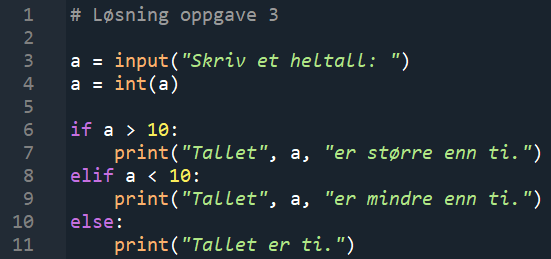 1 # Løsning oppgave 3
2
3 a = input("Skriv et heltall: ")
4 a = int(a)
5
6 if a > 10:
7     print("Tallet", a, "er større enn ti.")
8 elif a < 10:
9     print("Tallet", a, "er mindre enn ti.")
10 else:
11     print("Tallet er ti.")